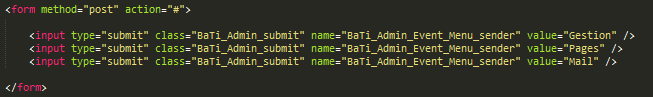 <form method="post" action="#">
<input type="submit" class="BaTi_Admin_submit" name="BaTi_Admin_Event_Menu_sender" value="Gestion" />
<input type="submit" class="BaTi_Admin_submit" name="BaTi_Admin_Event_Menu_sender" value="Pages" />
<input type="submit" class="BaTi_Admin_submit" name="BaTi_Admin_Event_Menu_sender" value="Mail" />
</form>